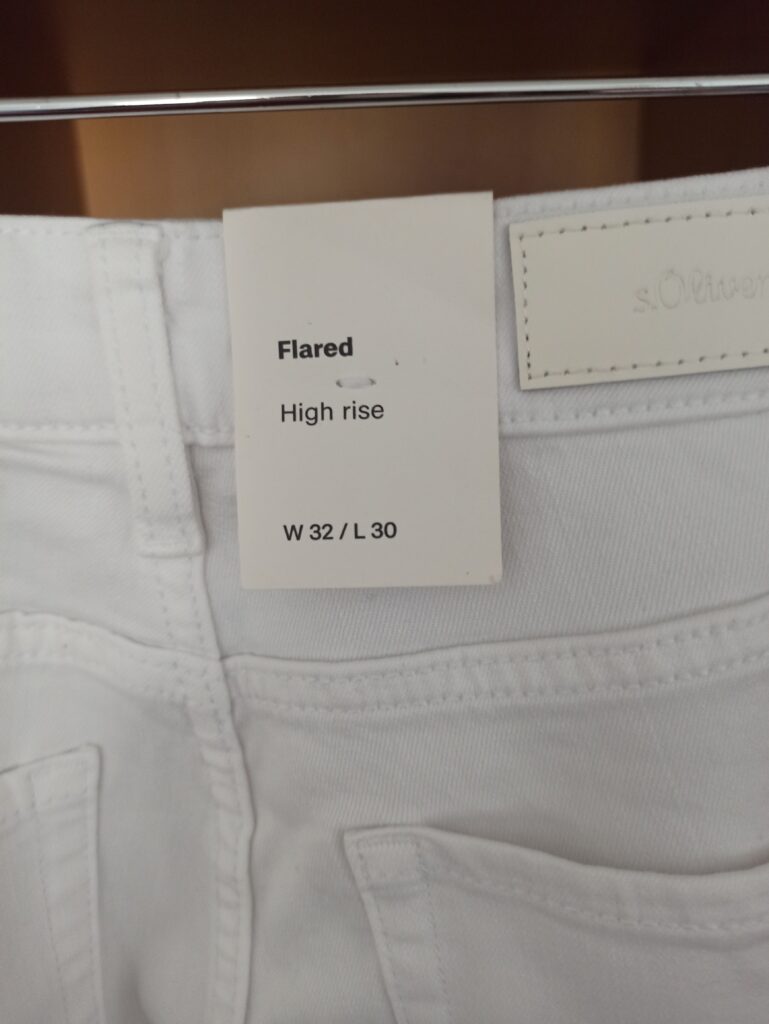 Flared
High rise
W 32 / L 30
s.Oliver